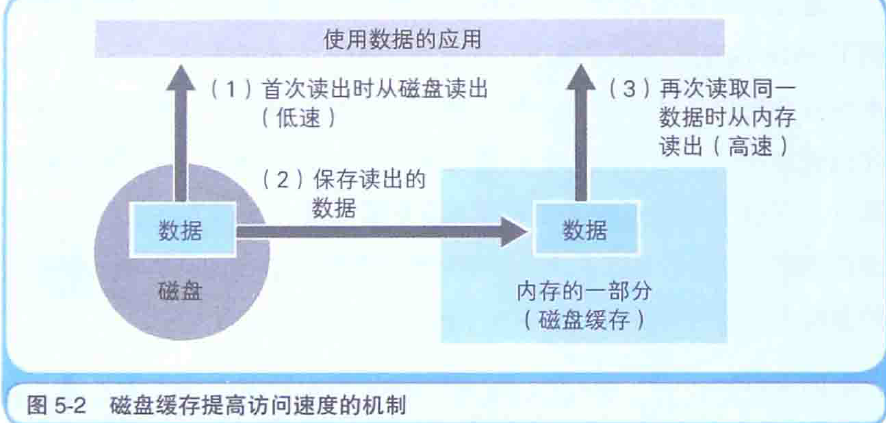 使用数据的应用
（1）首次读出时从磁盘读出
（低速）
（3）再次读取同一
数据时从内存
读出（高速）
（2）保存读出的
数据
数据
数据
磁盘
内存的一部分
（磁盘缓存）
图 5-2 磁盘缓存提高访问速度的机制